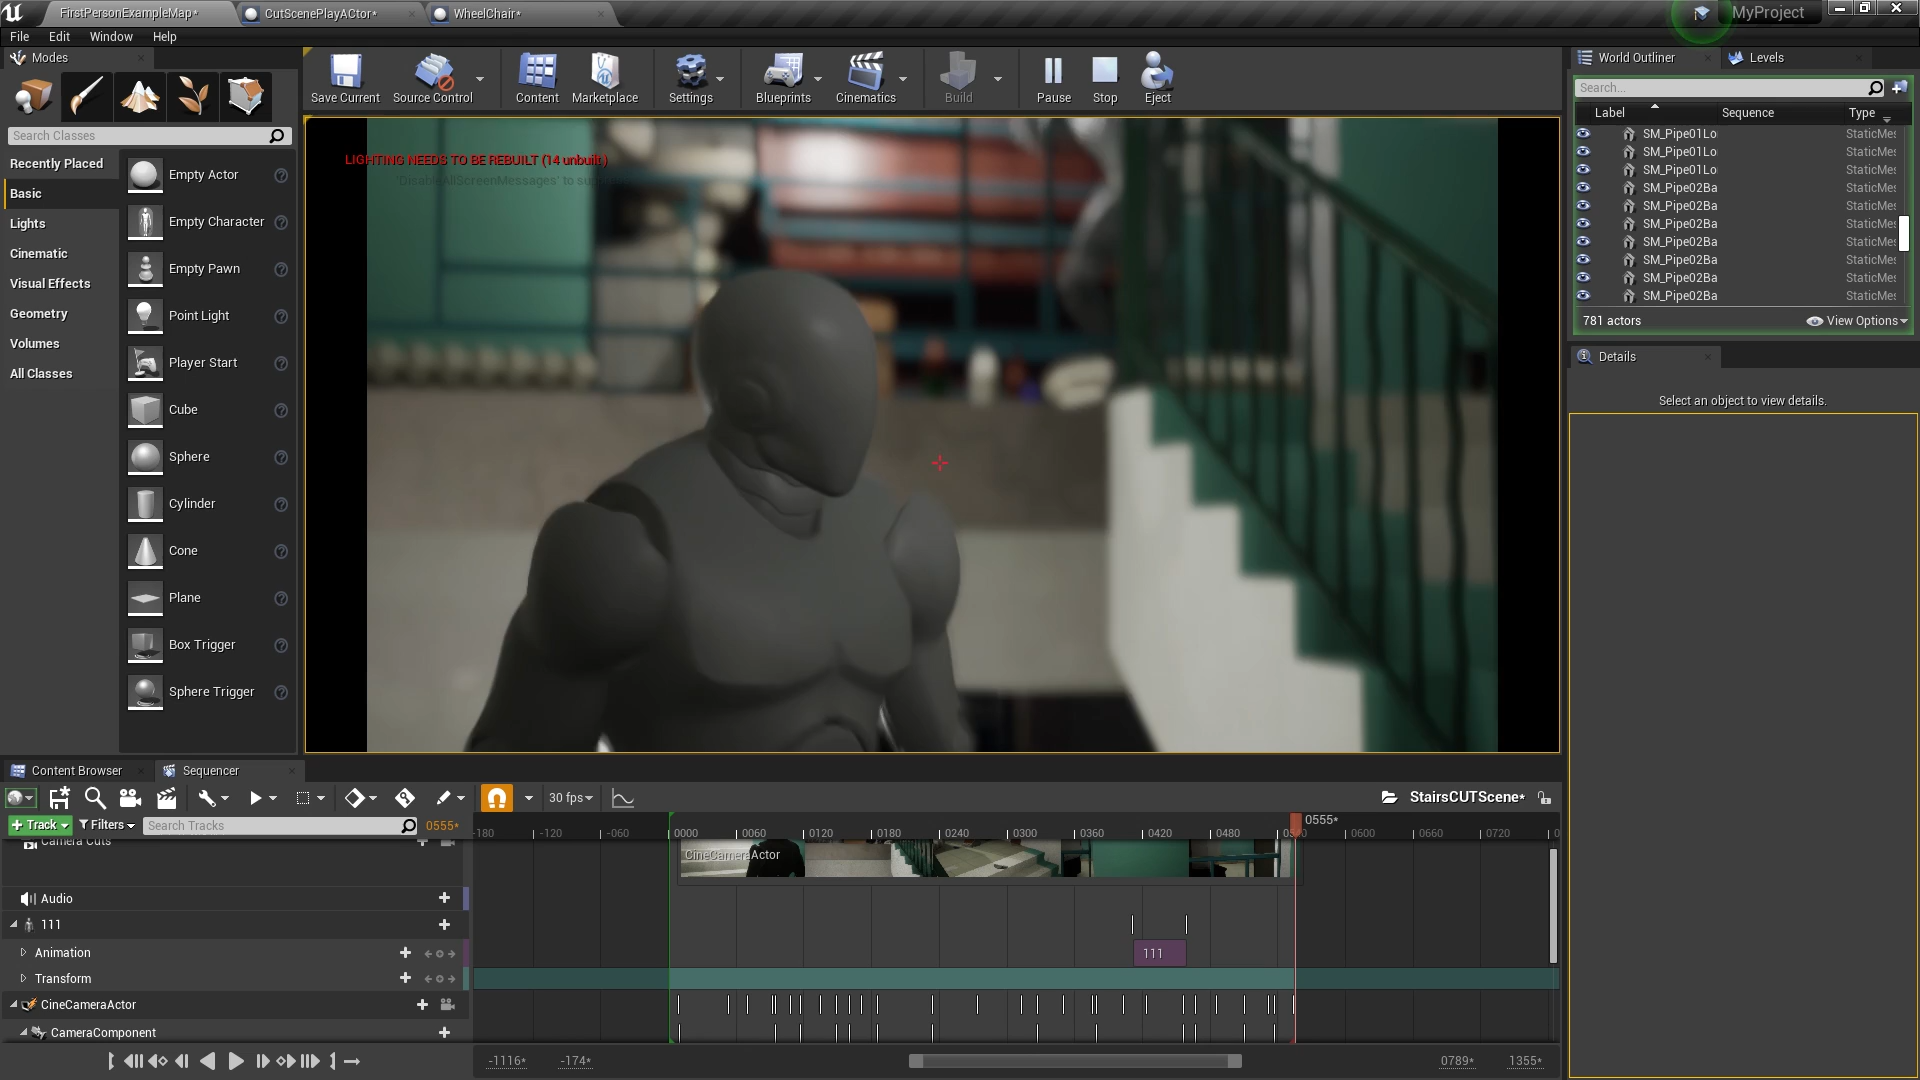 FirstPersonExampleMap*
CutScenePlayACtor*
WheelChair*
MyProject
File
Edit
Window
Help
Modes
Search Classes
Recently Placed
Basic
Lights
Cinematic
Visual Effects
Geometry
Volumes
All Classes
Empty Actor
Empty Character
Empty Pawn
Point Light
Player Start
Cube
Sphere
Cylinder
Cone
Plane
Box Trigger
Sphere Trigger
Save Current
Source Control
Content
Marketplace
Settings
Blueprints
Cinematics
Build
Pause
Stop
Eject
LIGHTING NEEDS TO BE REBUILT (14 unbuilt)
'DisableAllScreenMessages' to
World Outliner
Levels
Search...
Label Sequence Type
SM_Pipe01Lo StaticMes
SM_Pipe01Lo StaticMes
SM_Pipe01Lo StaticMes
SM_Pipe02Ba StaticMes
SM_Pipe02Ba StaticMes
SM_Pipe02Ba StaticMes
SM_Pipe02Ba StaticMes
SM_Pipe02Ba StaticMes
SM_Pipe02Ba StaticMes
SM_Pipe02Ba StaticMes
781 actors
View Options
Details
Select an object to view details.
Content Browser
Sequencer
30 fps
StairsCUTScene*
Track
Filters
Search Tracks
0555*
-180 -120 -060 0000 0060 0120 0180 0240 0300 0360 0420 0480 0555* 0600 0660 0720
Camera Cuts
CineCameraActor
Audio
111
Animation
111
Transform
CineCameraActor
CameraComponent
-1116* -174* 0789* 1355*